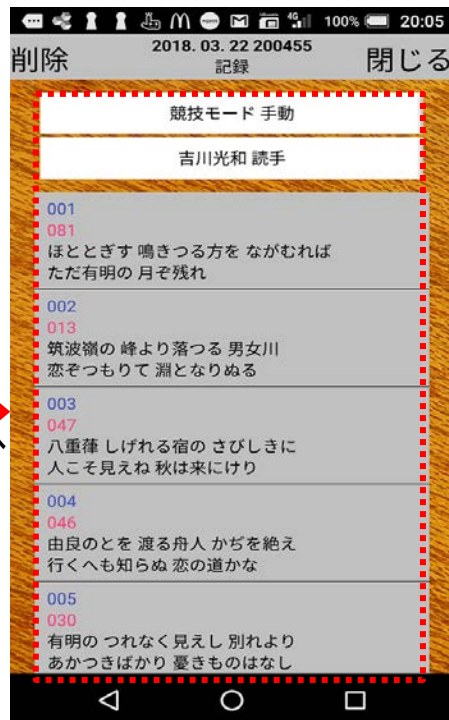 4G 100% 20:05
削除 2018. 03. 22 200455 閉じる
記録
競技モード 手動
吉川光和 読手
001
081
ほととぎす 鳴きつる方を ながむれば
ただ有明の 月ぞ残れ
002
013
筑波嶺の 峰より落つる 男女川
恋ぞつもりて 淵となりぬる
003
047
八重葎 しげれる宿の さびしきに
人こそ見えね 秋は来にけり
004
046
由良のとを 渡る舟人 かぢを絶え
行くへも知らぬ 恋の道かな
005
030
有明の つれなく見えし 別れより
あかつきばかり 憂きものはなし